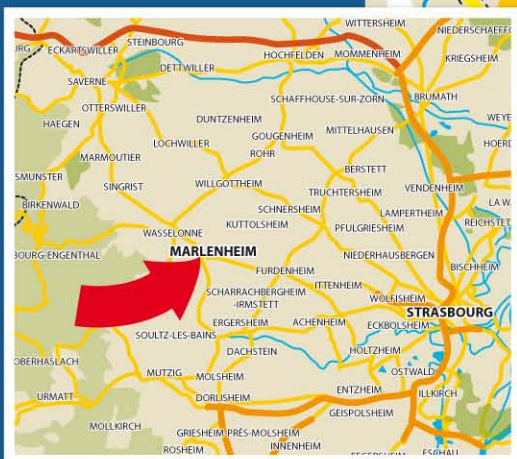 WITTERSHEIM
NIEDERSCHAEFFO
STEINBOURG
ECKARTSWILLER
HOCHFELDEN
MOMMENHEIM
KRIEGSHEIM
DETTWILLER
SAVERNE
SCHAFFHOUSE-SUR-ZORN
BRUMATH
OTTERSWILLER
DUNTZENHEIM
MITTELHAUSEN
WEYE
HAEGEN
GOUGENHEIM
HOERD
LOCHWILLER
ROHR
MARMOUTIER
BERSTETT
SMUNSTER
SINGRIST
WILLGOTTHEIM
TRUCHTERSHEIM
VENDENHEIM
BIRKENWALD
LA WA
SCHNERSHEIM
LAMPERTHEIM
REICHSTET
KUTTOLSHEIM
PFULGRIESHEIM
WASSELONNE
MARLENHEIM
BOURG-ENGENTHAL
NIEDERHAUSBERGEN
BISCHHEIM
FURDENHEIM
ITTENHEIM
SCHARRACHBERGHEIM
-IRMSTETT
WOLFISHEIM
STRASBOURG
ERGERSHEIM
ACHENHEIM
ECKBOLSHEIM
SOULTZ-LES-BAINS
DACHSTEIN
HOLTZHEIM
OBERHASLACH
MUTZIG
MOLSHEIM
OSTWALD
URMATT
DORLISHEIM
ENTZHEIM
ILLKIRCH
GEISPOLSHEIM
MOLLKIRCH
GRIESHEIM-PRÉS-MOLSHEIM
INNENHEIM
ROSHEIM
ESCHAU